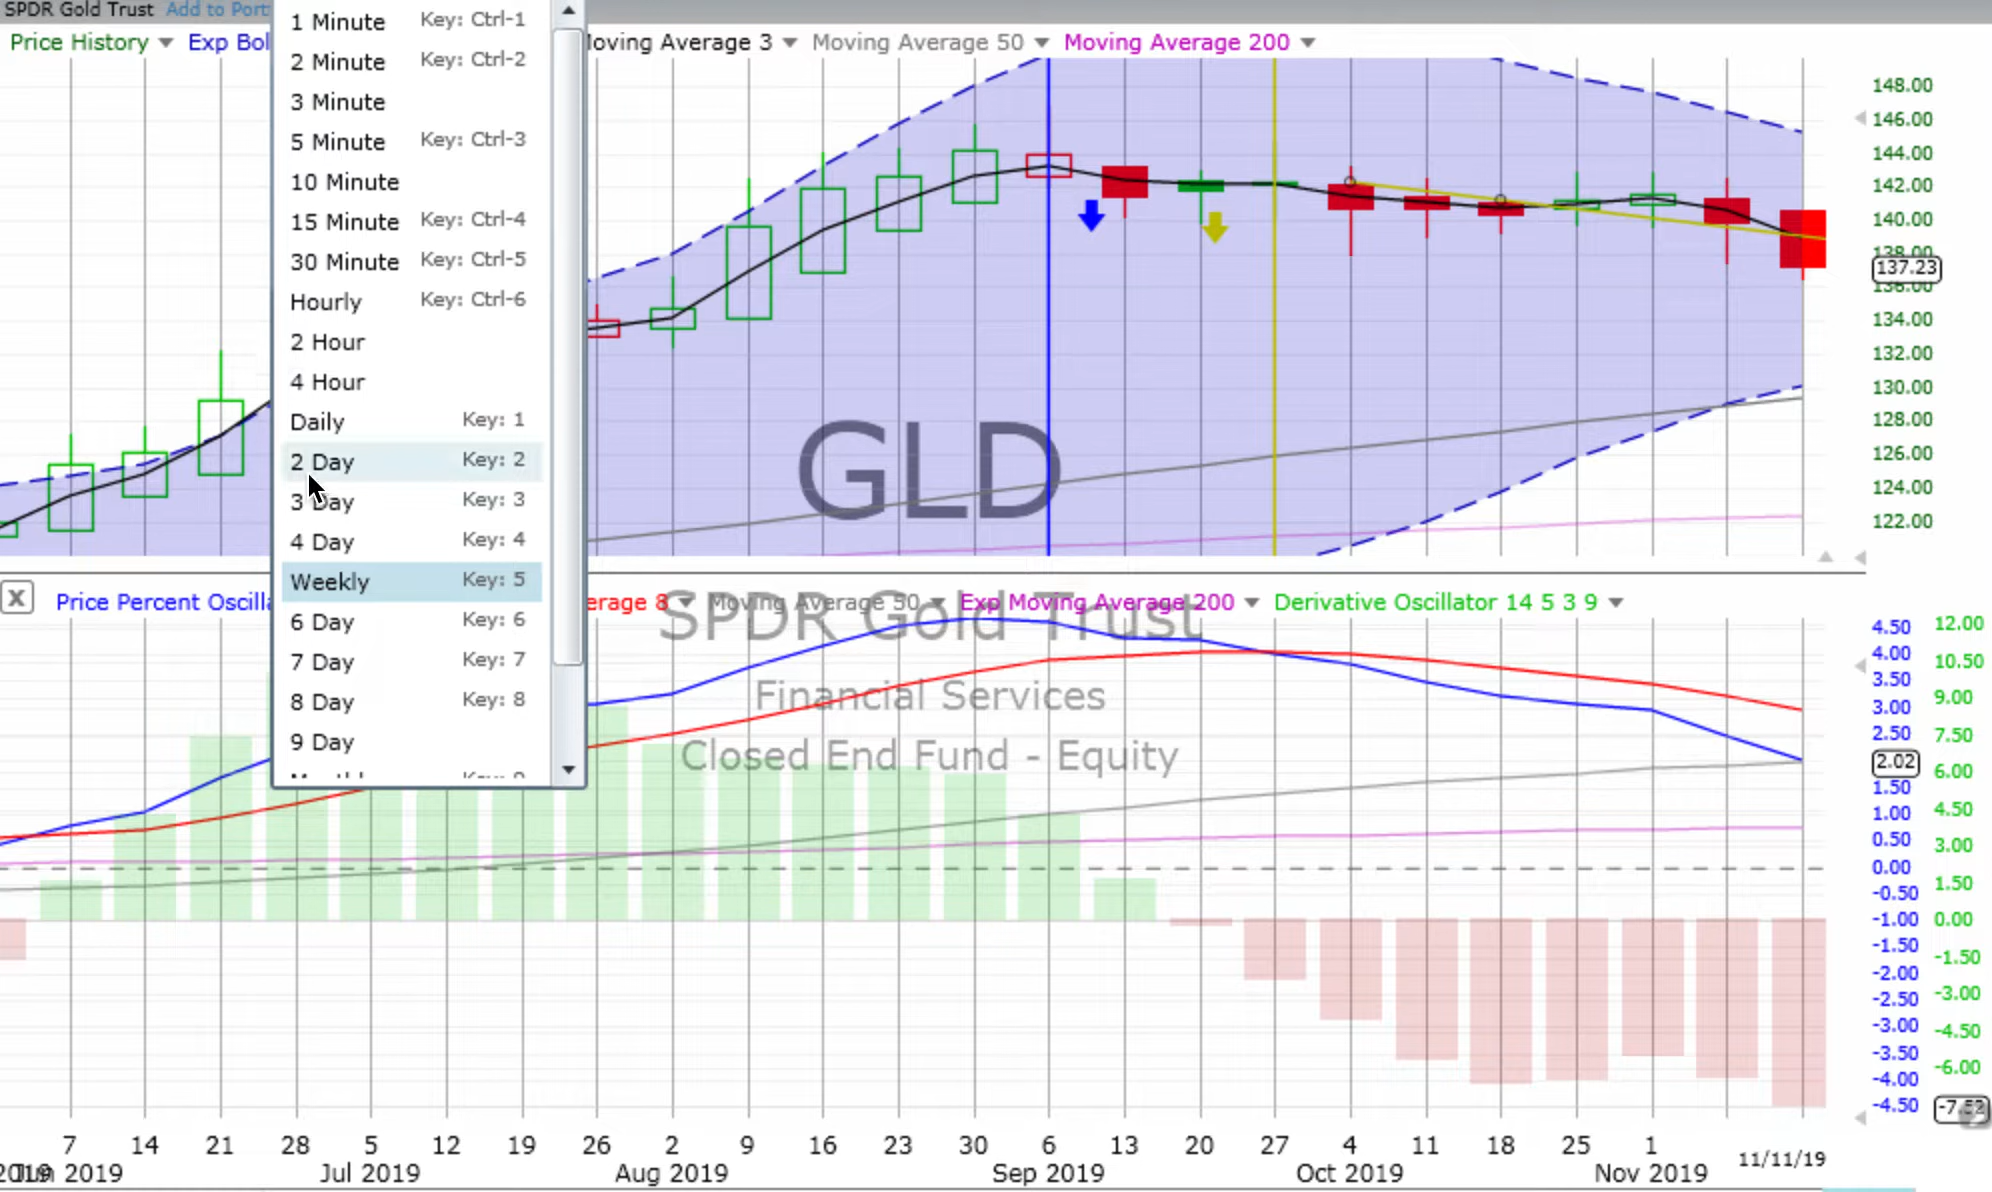 SPDR Gold Trust Add to Port
Price History Exp Bol oving Average 3 Moving Average 50 Moving Average 200
1 Minute Key: Ctrl-1
2 Minute Key: Ctrl-2
3 Minute
5 Minute Key: Ctrl-3
10 Minute
15 Minute Key: Ctrl-4
30 Minute Key: Ctrl-5
Hourly Key: Ctrl-6
2 Hour
4 Hour
Daily Key: 1
2 Day Key: 2
3 Day Key: 3
4 Day Key: 4
Weekly Key: 5
6 Day Key: 6
7 Day Key: 7
8 Day Key: 8
9 Day
148.00
146.00
144.00
142.00
140.00
138.00
137.23
136.00
134.00
132.00
130.00
128.00
126.00
124.00
122.00
GLD
X Price Percent Oscilla erage 8 Moving Average 50 Exp Moving Average 200 Derivative Oscillator 14 5 3 9
SPDR Gold Trust
Financial Services
Closed End Fund - Equity
4.50
4.00
3.50
3.00
2.50
2.02
1.50
1.00
0.50
0.00
-0.50
-1.00
-1.50
-2.00
-2.50
-3.00
-3.50
-4.00
-4.50
12.00
10.50
9.00
7.50
6.00
4.50
3.00
1.50
0.00
-1.50
-3.00
-4.50
-6.00
7 14 21 28 5 12 19 26 2 9 16 23 30 6 13 20 27 4 11 18 25 1
Jun 2019 Jul 2019 Aug 2019 Sep 2019 Oct 2019 Nov 2019 11/11/19